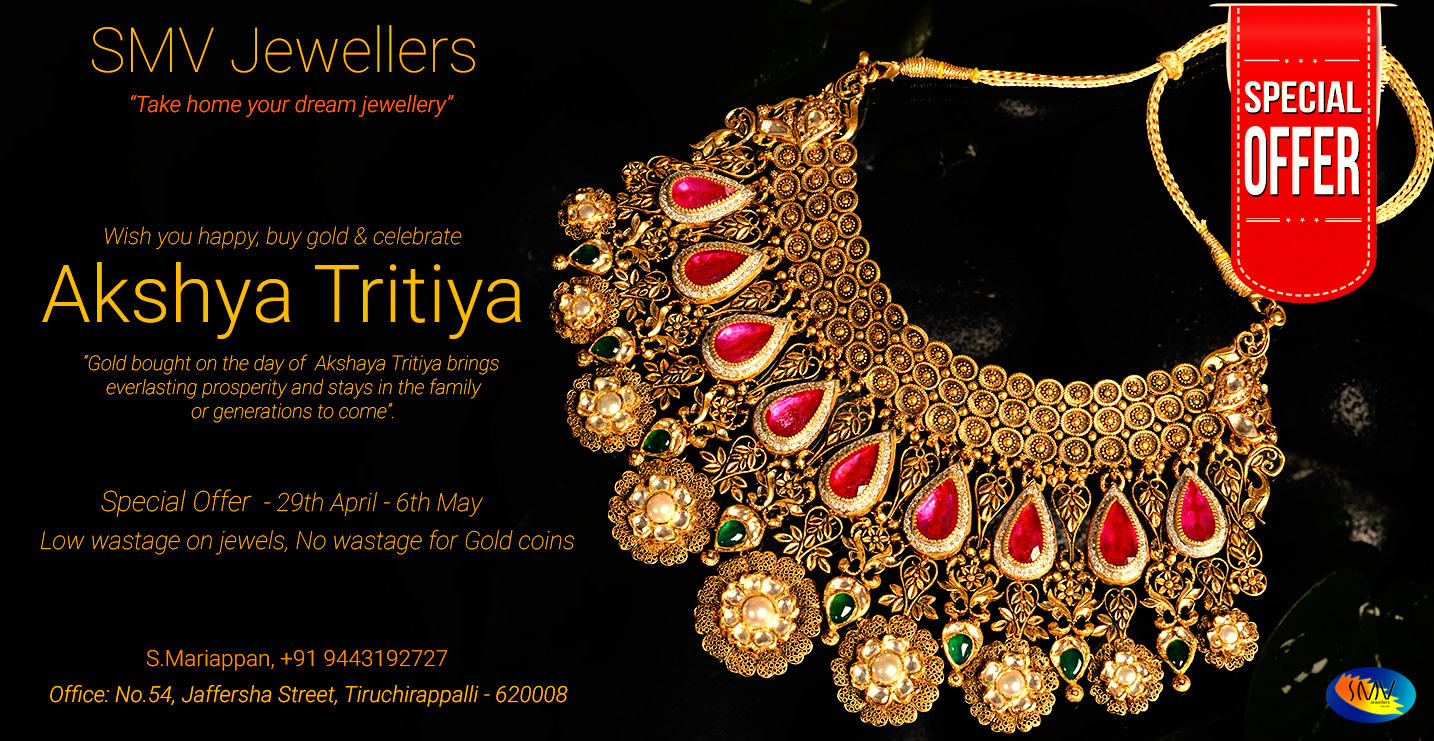 SMV Jewellers
“Take home your dream jewellery”
SPECIAL
OFFER
Wish you happy, buy gold & celebrate
Akshya Tritiya
"Gold bought on the day of  Akshaya Tritiya brings
everlasting prosperity and stays in the family
or generations to come”.
Special Offer  - 29th April - 6th May
Low wastage on jewels, No wastage for Gold coins
S.Mariappan, +91 9443192727
Office: No.54, Jaffersha Street, Tiruchirappalli - 620008
SMV
Jewellers